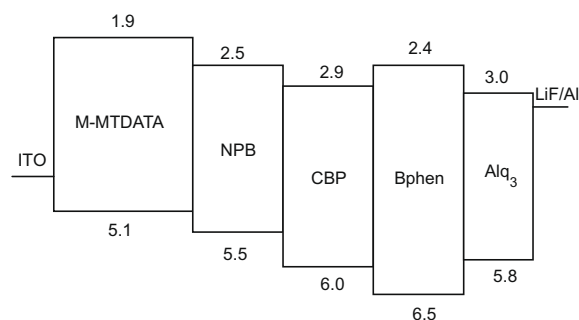 1.9
2.5
2.9
2.4
3.0
LiF/Al
M-MTDATA
NPB
CBP
Bphen
Alq3
ITO
5.1
5.5
6.0
6.5
5.8